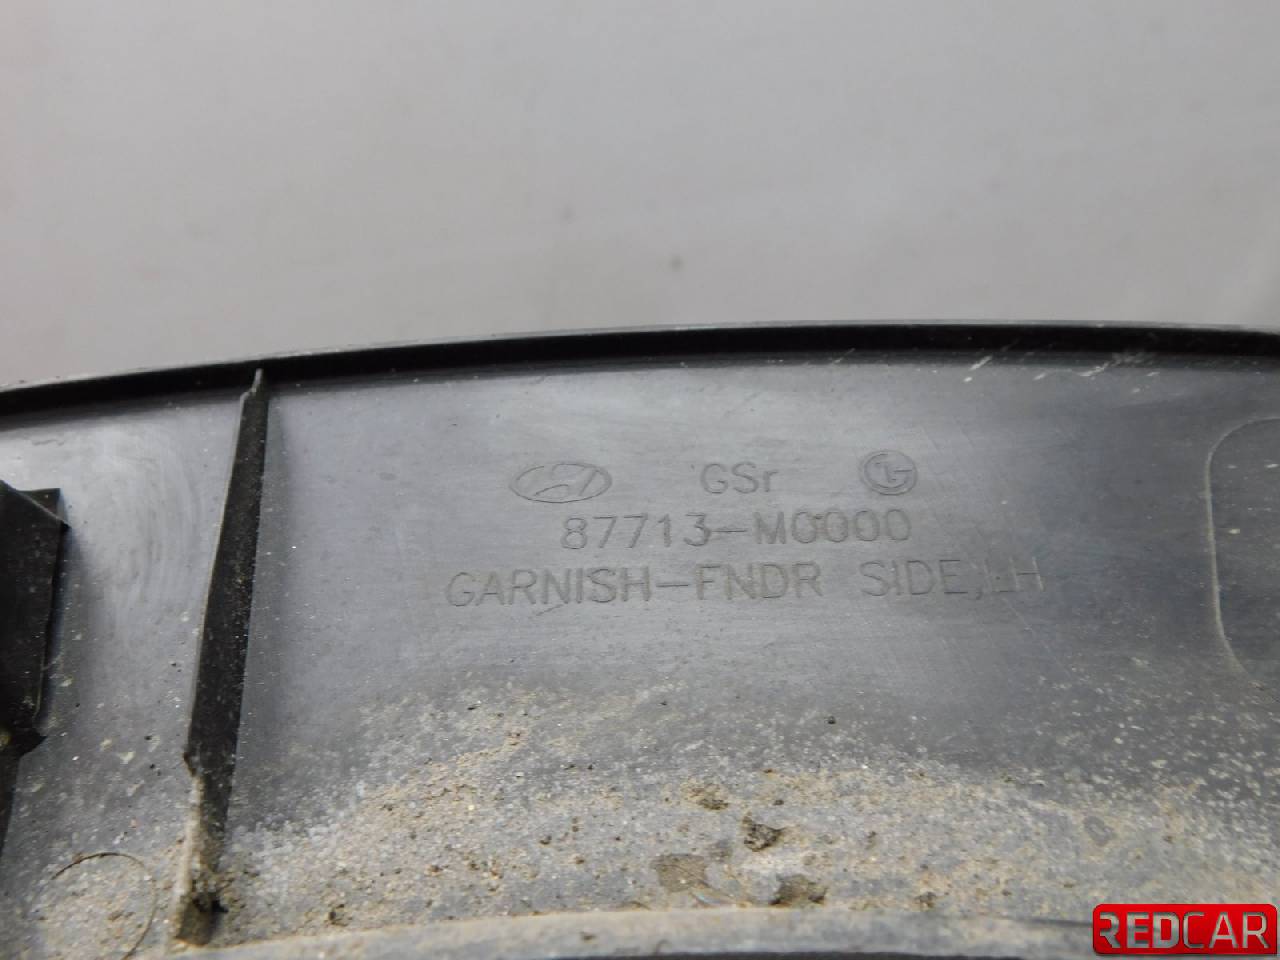 GSr
87713-M0000
GARNISH-FNDR SIDE,LH
REDCAR